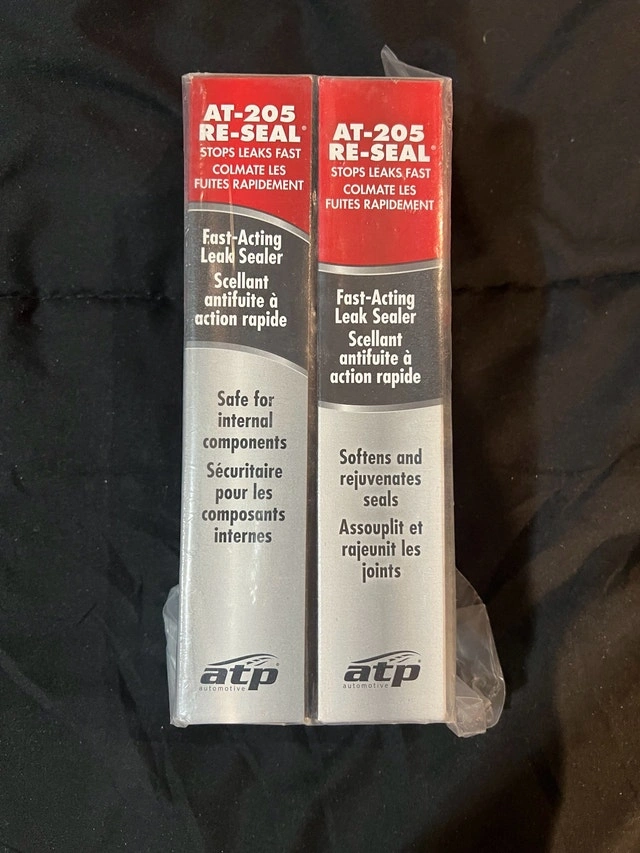 AT-205
RE-SEAL®
STOPS LEAKS FAST
COLMATE LES
FUITES RAPIDEMENT
Fast-Acting
Leak Sealer
Scellant
antifuite à
action rapide
Safe for
internal
components
Sécuritaire
pour les
composants
internes
atp®
automotive
AT-205
RE-SEAL®
STOPS LEAKS FAST
COLMATE LES
FUITES RAPIDEMENT
Fast-Acting
Leak Sealer
Scellant
antifuite à
action rapide
Softens and
rejuvenates
seals
Assouplit et
rajeunit les
joints
atp®
automotive